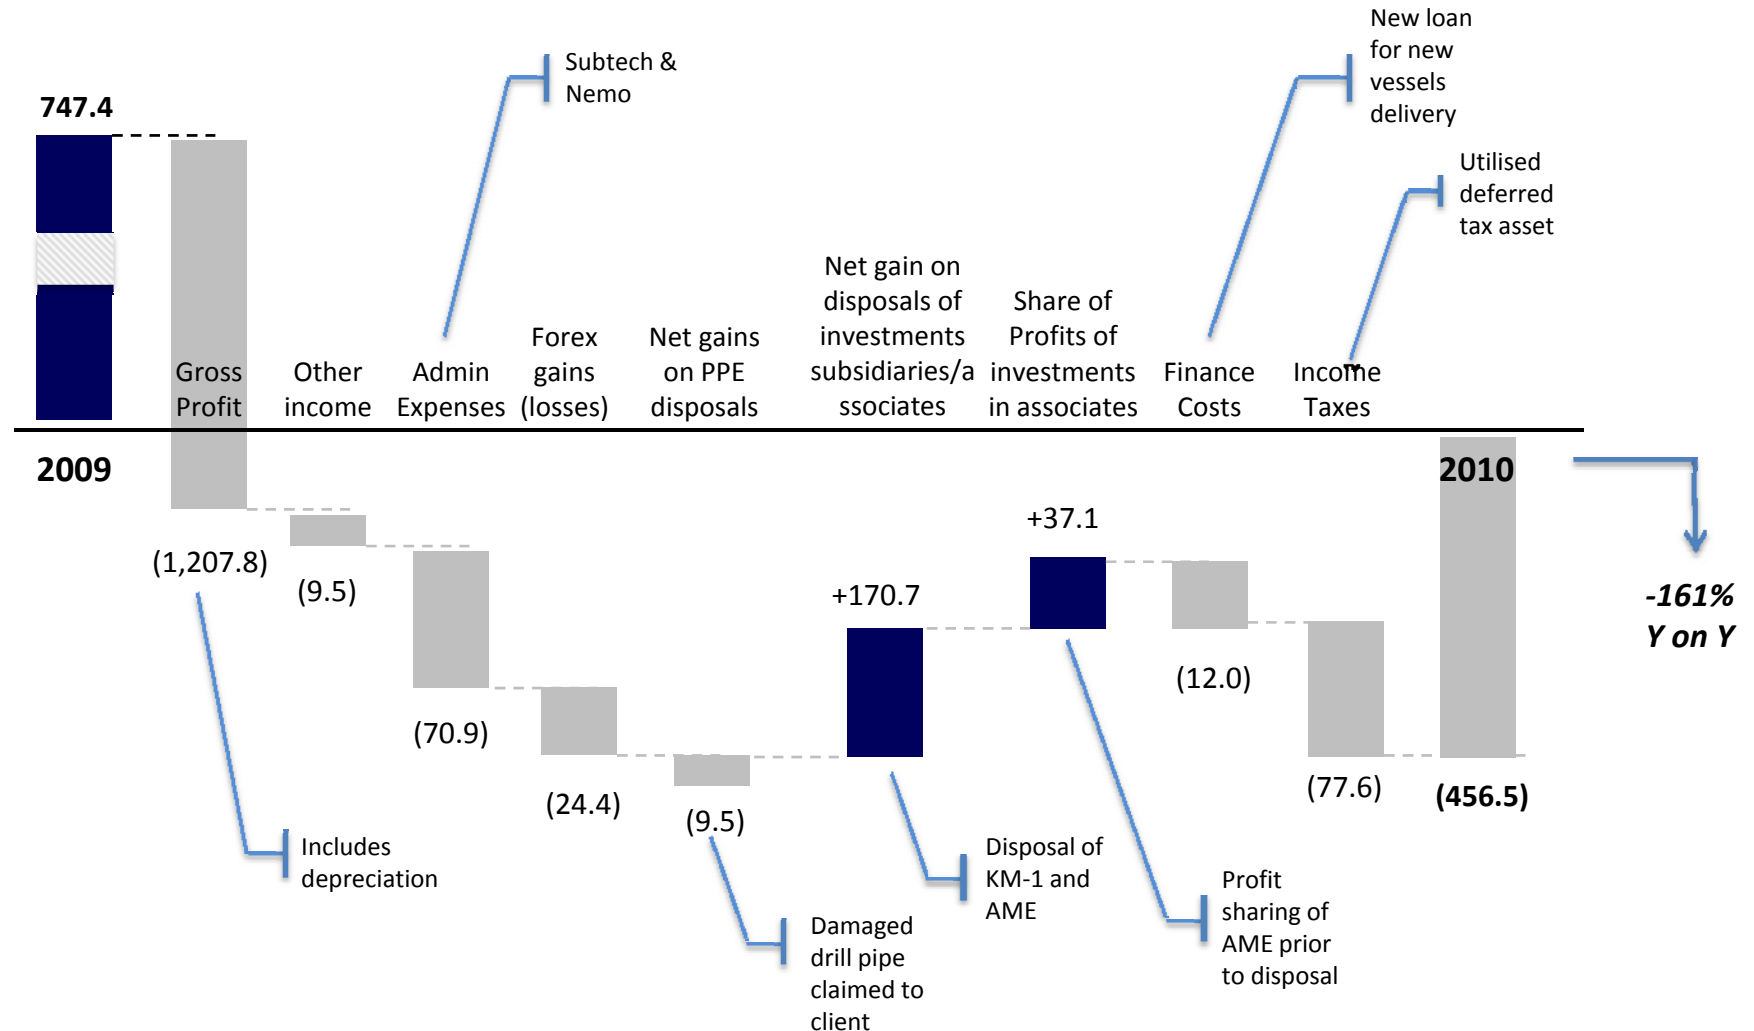 New loan
for new
vessels
delivery
Subtech &
Nemo
747.4
Utilised
deferred
tax asset
Gross
Profit
Other
income
Admin
Expenses
Forex
gains
(losses)
Net gains
on PPE
disposals
Net gain on
disposals of
investments
subsidiaries/a
ssociates
Share of
Profits of
investments
in associates
Finance
Costs
Income
Taxes
2009
2010
(1,207.8)
(9.5)
(70.9)
(24.4)
(9.5)
+170.7
+37.1
(12.0)
(77.6)
(456.5)
-161%
Y on Y
Includes
depreciation
Damaged
drill pipe
claimed to
client
Disposal of
KM-1 and
AME
Profit
sharing of
AME prior
to disposal